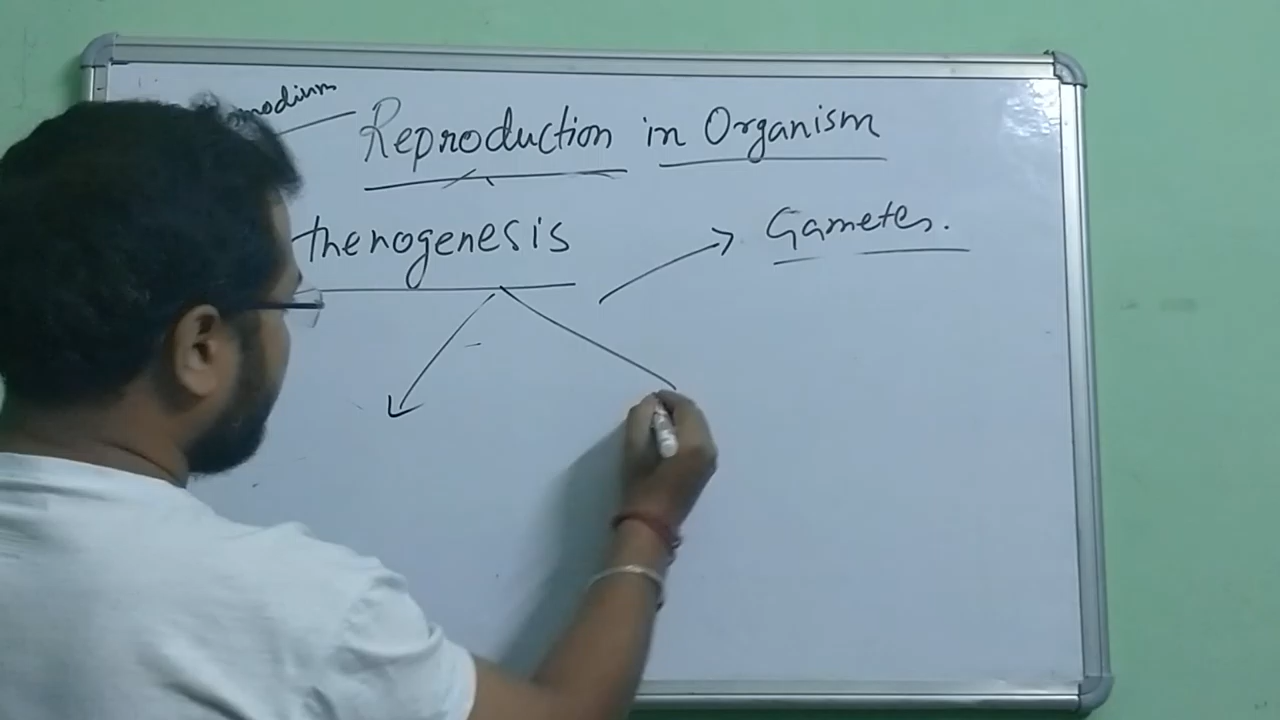 modium
Reproduction in Organism
thenogenesis
Gametes.